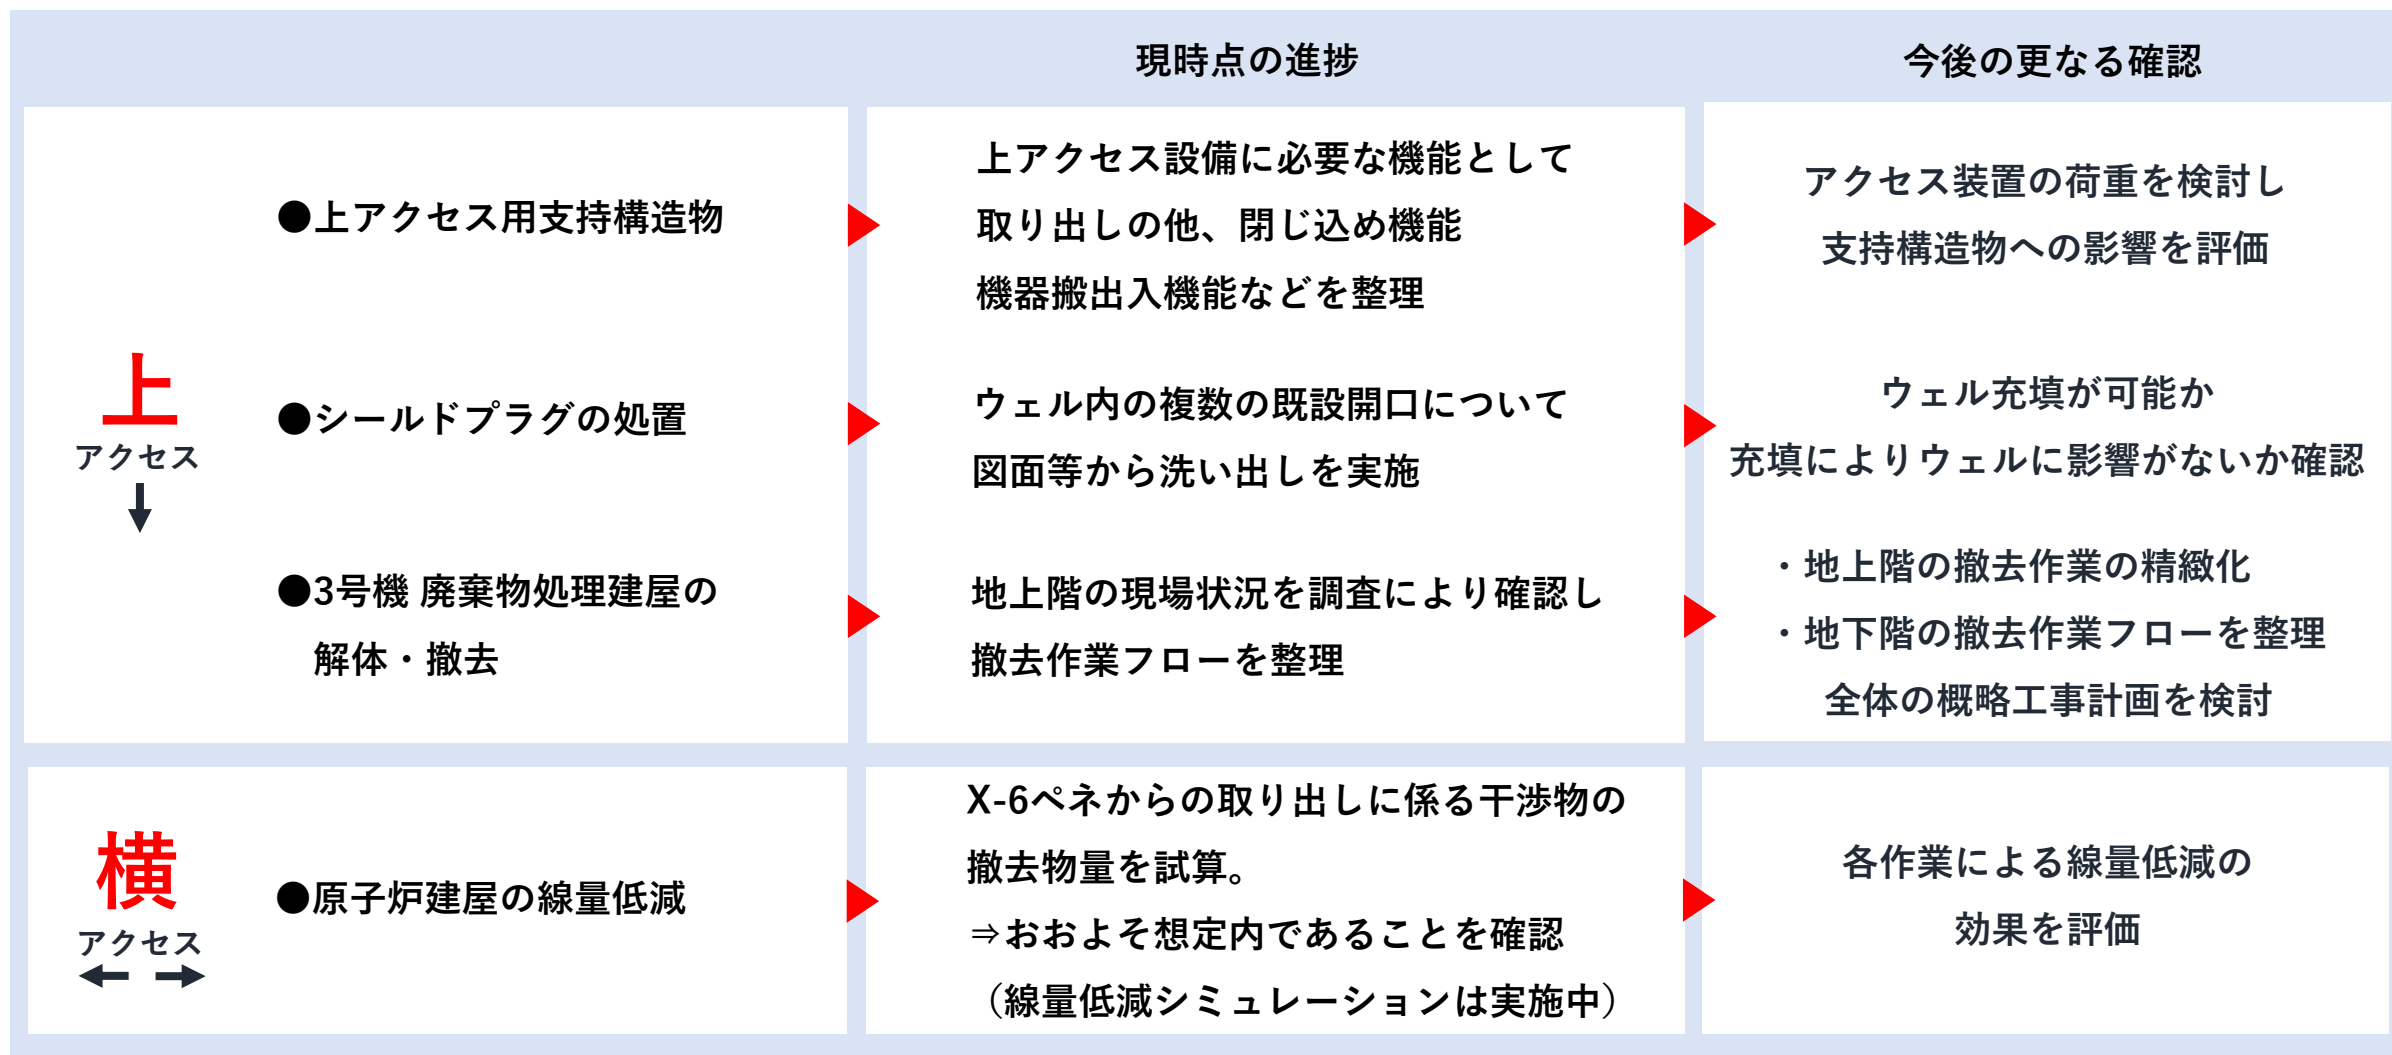 現時点の進捗
今後の更なる確認
上
アクセス
●上アクセス用支持構造物
上アクセス設備に必要な機能として
取り出しの他、閉じ込め機能
機器搬出入機能などを整理
アクセス装置の荷重を検討し
支持構造物への影響を評価
●シールドプラグの処置
ウェル内の複数の既設開口について
図面等から洗い出しを実施
ウェル充填が可能か
充填によりウェルに影響がないか確認
●3号機 廃棄物処理建屋の
解体・撤去
地上階の現場状況を調査により確認し
撤去作業フローを整理
・地上階の撤去作業の精緻化
・地下階の撤去作業フローを整理
全体の概略工事計画を検討
横
アクセス
●原子炉建屋の線量低減
X-6ペネからの取り出しに係る干渉物の
撤去物量を試算。
⇒おおよそ想定内であることを確認
（線量低減シミュレーションは実施中）
各作業による線量低減の
効果を評価